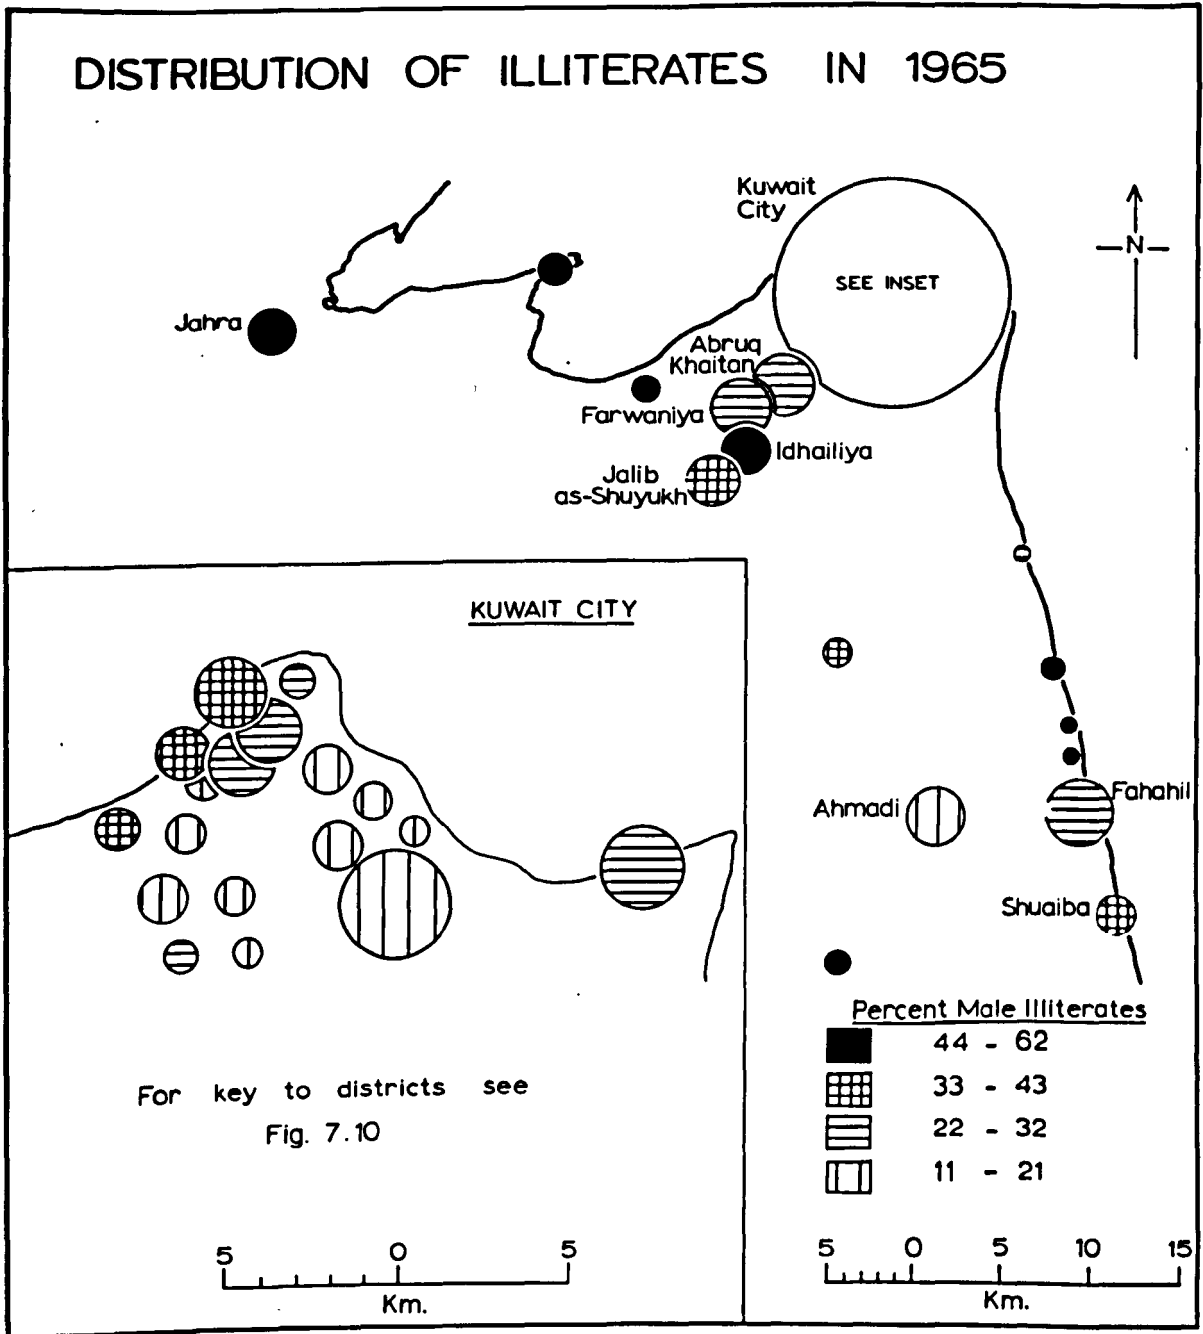 DISTRIBUTION OF ILLITERATES IN 1965
Kuwait
City
N
SEE INSET
Jahra
Abruq
Khaitan
Farwaniya
Idhailiya
Jalib
as-Shuyukh
KUWAIT CITY
Ahmadi
Fahahil
Shuaiba
Percent Male Illiterates
44 - 62
33 - 43
22 - 32
11 - 21
For key to districts see
Fig. 7.10
5 0 5
Km.
5 0 5 10 15
Km.